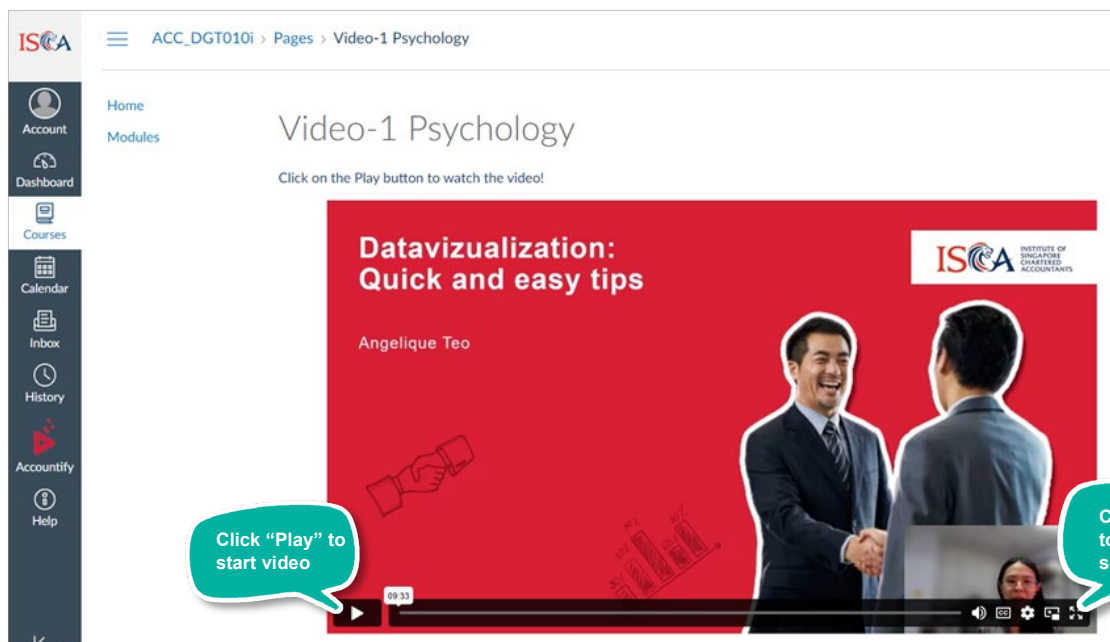 ISCA
ACC_DGT010i > Pages > Video-1 Psychology
Account
Dashboard
Courses
Calendar
Inbox
History
Accountify
Help
Home
Modules
Video-1 Psychology
Click on the Play button to watch the video!
Datavizualization:
Quick and easy tips
Angelique Teo
ISCA
INSTITUTE OF
SINGAPORE
CHARTERED
ACCOUNTANTS
Click “Play” to
start video
09:33
CC